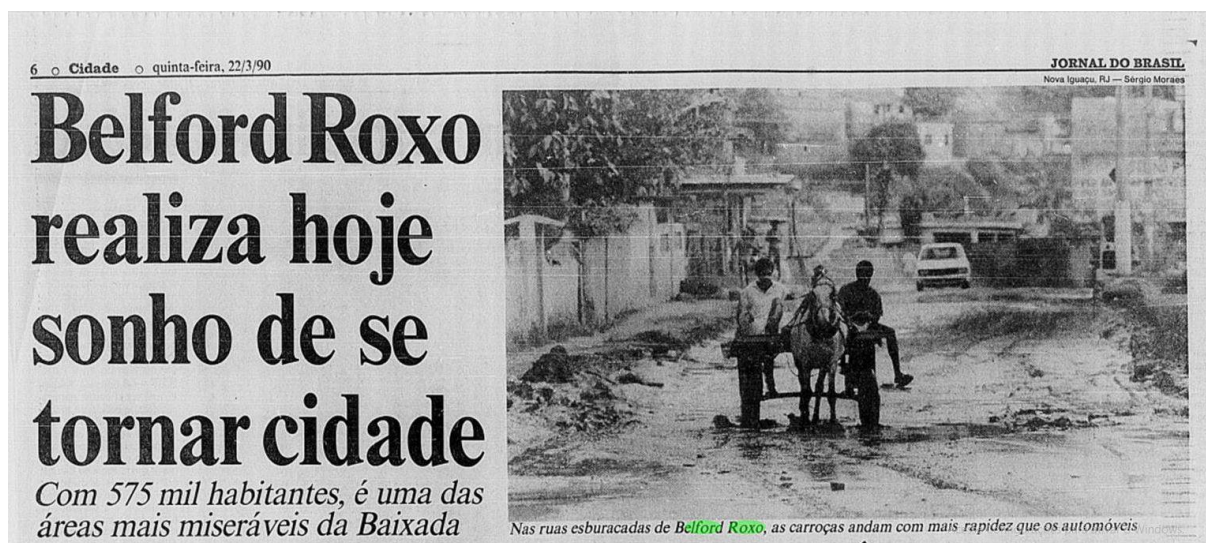 6 o Cidade o quinta-feira, 22/3/90
JORNAL DO BRASIL
Nova Iguaçu, RJ — Sérgio Moraes
Belford Roxo
realiza hoje
sonho de se
tornar cidade
Com 575 mil habitantes, é uma das
áreas mais miseráveis da Baixada
Nas ruas esburacadas de Belford Roxo, as carroças andam com mais rapidez que os automóveis